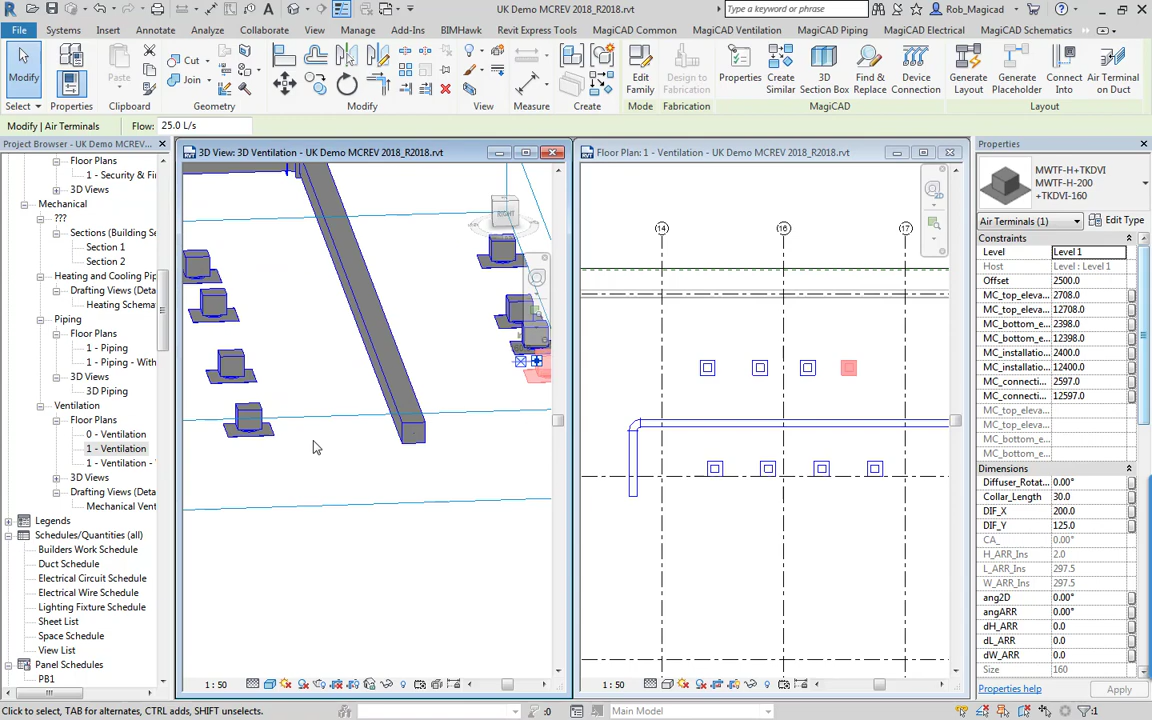 UK Demo MCREV 2018_R2018.rvt
Type a keyword or phrase
Rob_Magicad
File Systems Insert Annotate Analyze Collaborate View Manage Add-Ins BIMHawk Revit Express Tools MagiCAD Common MagiCAD Ventilation MagiCAD Piping MagiCAD Electrical MagiCAD Schematics
Modify
Paste
Cut
Join
Edit Family
Design to Fabrication
Properties
Create Similar
3D Section Box
Find & Replace
Device Connection
Generate Layout
Generate Placeholder
Connect Into
Air Terminal on Duct
Select Properties Clipboard Geometry Modify View Measure Create Mode Fabrication MagiCAD Layout
Modify | Air Terminals Flow: 25.0 L/s
Project Browser - UK Demo MCREV ...
Floor Plans
1 - Security & Fi
3D Views
Mechanical
???
Sections (Building Se
Section 1
Section 2
Heating and Cooling Pip
Drafting Views (Deta
Heating Schema
Piping
Floor Plans
1 - Piping
1 - Piping - With
3D Views
3D Piping
Ventilation
Floor Plans
0 - Ventilation
1 - Ventilation
1 - Ventilation -
3D Views
Drafting Views (Deta
Mechanical Vent
Legends
Schedules/Quantities (all)
Builders Work Schedule
Duct Schedule
Electrical Circuit Schedule
Electrical Wire Schedule
Lighting Fixture Schedule
Sheet List
Space Schedule
View List
Panel Schedules
PB1
3D View: 3D Ventilation - UK Demo MCREV 2018_R2018.rvt
RIGHT
1 : 50
Floor Plan: 1 - Ventilation - UK Demo MCREV 2018_R2018.rvt
14 16 17
1 : 50
Properties
MWTF-H+TKDVI
MWTF-H-200
+TKDVI-160
Air Terminals (1) Edit Type
Constraints
Level Level 1
Host Level : Level 1
Offset 2500.0
MC_top_eleva... 2708.0
MC_top_eleva... 12708.0
MC_bottom_e... 2398.0
MC_bottom_e... 12398.0
MC_installatio... 2400.0
MC_installatio... 12400.0
MC_connecti... 2597.0
MC_connecti... 12597.0
MC_top_eleva...
MC_top_eleva...
MC_bottom_e...
MC_bottom_e...
Dimensions
Diffuser_Rotat... 0.00°
Collar_Length 30.0
DIF_X 200.0
DIF_Y 125.0
CA_ 0.00°
H_ARR_Ins 2.0
L_ARR_Ins 297.5
W_ARR_Ins 297.5
ang2D 0.00°
angARR 0.00°
dH_ARR 0.0
dL_ARR 0.0
dW_ARR 0.0
Size 160
Properties help Apply
Click to select, TAB for alternates, CTRL adds, SHIFT unselects.
:0
Main Model
:1